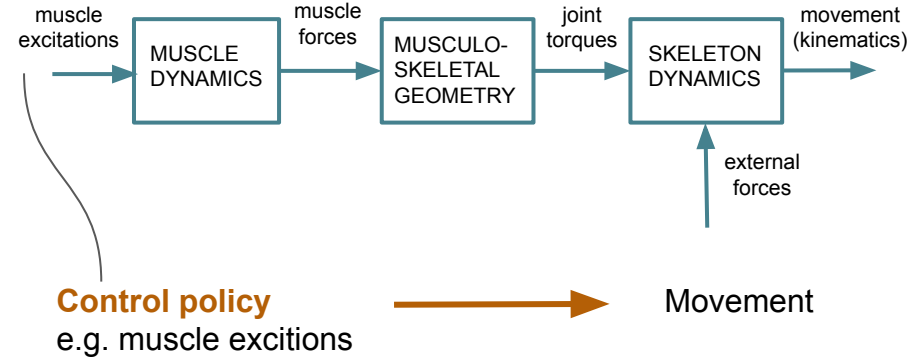 muscle
excitations
MUSCLE
DYNAMICS
muscle
forces
MUSCULO-
SKELETAL
GEOMETRY
joint
torques
SKELETON
DYNAMICS
movement
(kinematics)
external
forces
Control policy
e.g. muscle excitions
Movement